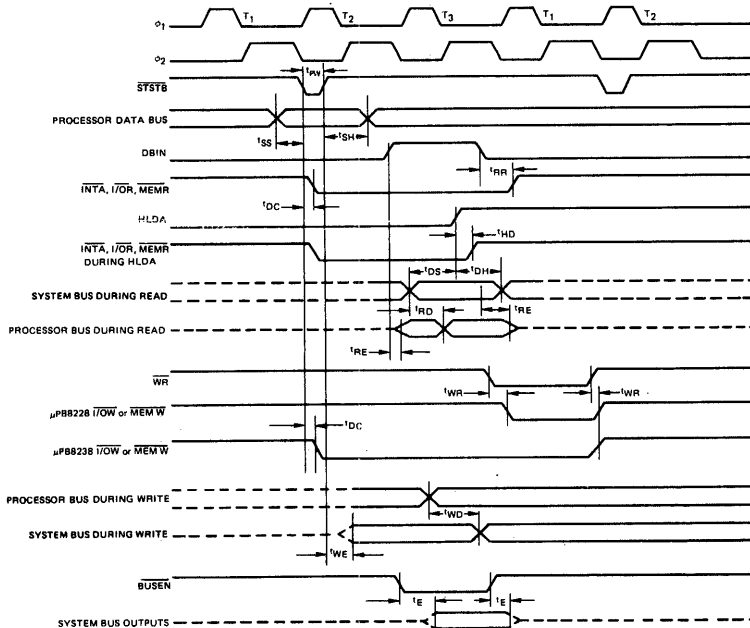 φ1 T1 T2 T3 T1 T2
φ2
tPW
STSTB
PROCESSOR DATA BUS
tSS tSH
DBIN
tRR
INTA, I/OR, MEMR
tDC
HLDA
tHD
INTA, I/OR, MEMR
DURING HLDA
tDS tDH
SYSTEM BUS DURING READ
tRD tRE
PROCESSOR BUS DURING READ
tRE
WR
tWR tWR
μPB8228 I/OW or MEM W
tDC
μPB8238 I/OW or MEM W
PROCESSOR BUS DURING WRITE
tWD
SYSTEM BUS DURING WRITE
tWE
BUSEN
tE tE
SYSTEM BUS OUTPUTS